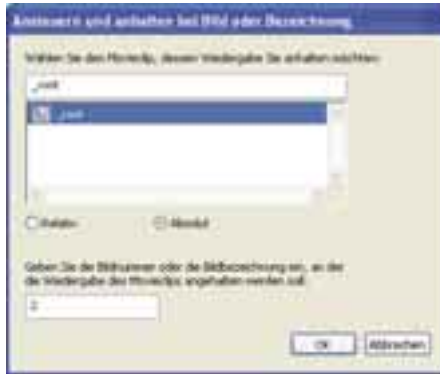 Ansteuern und anhalten bei Bild oder Bezeichnung
Wählen Sie den Movieclip, dessen Wiedergabe Sie anhalten möchten:
_root
_root
Relativ Absolut
Geben Sie die Bildnummer oder die Bildbezeichnung ein, an der
die Wiedergabe des Movieclips angehalten werden soll:
2
OK Abbrechen